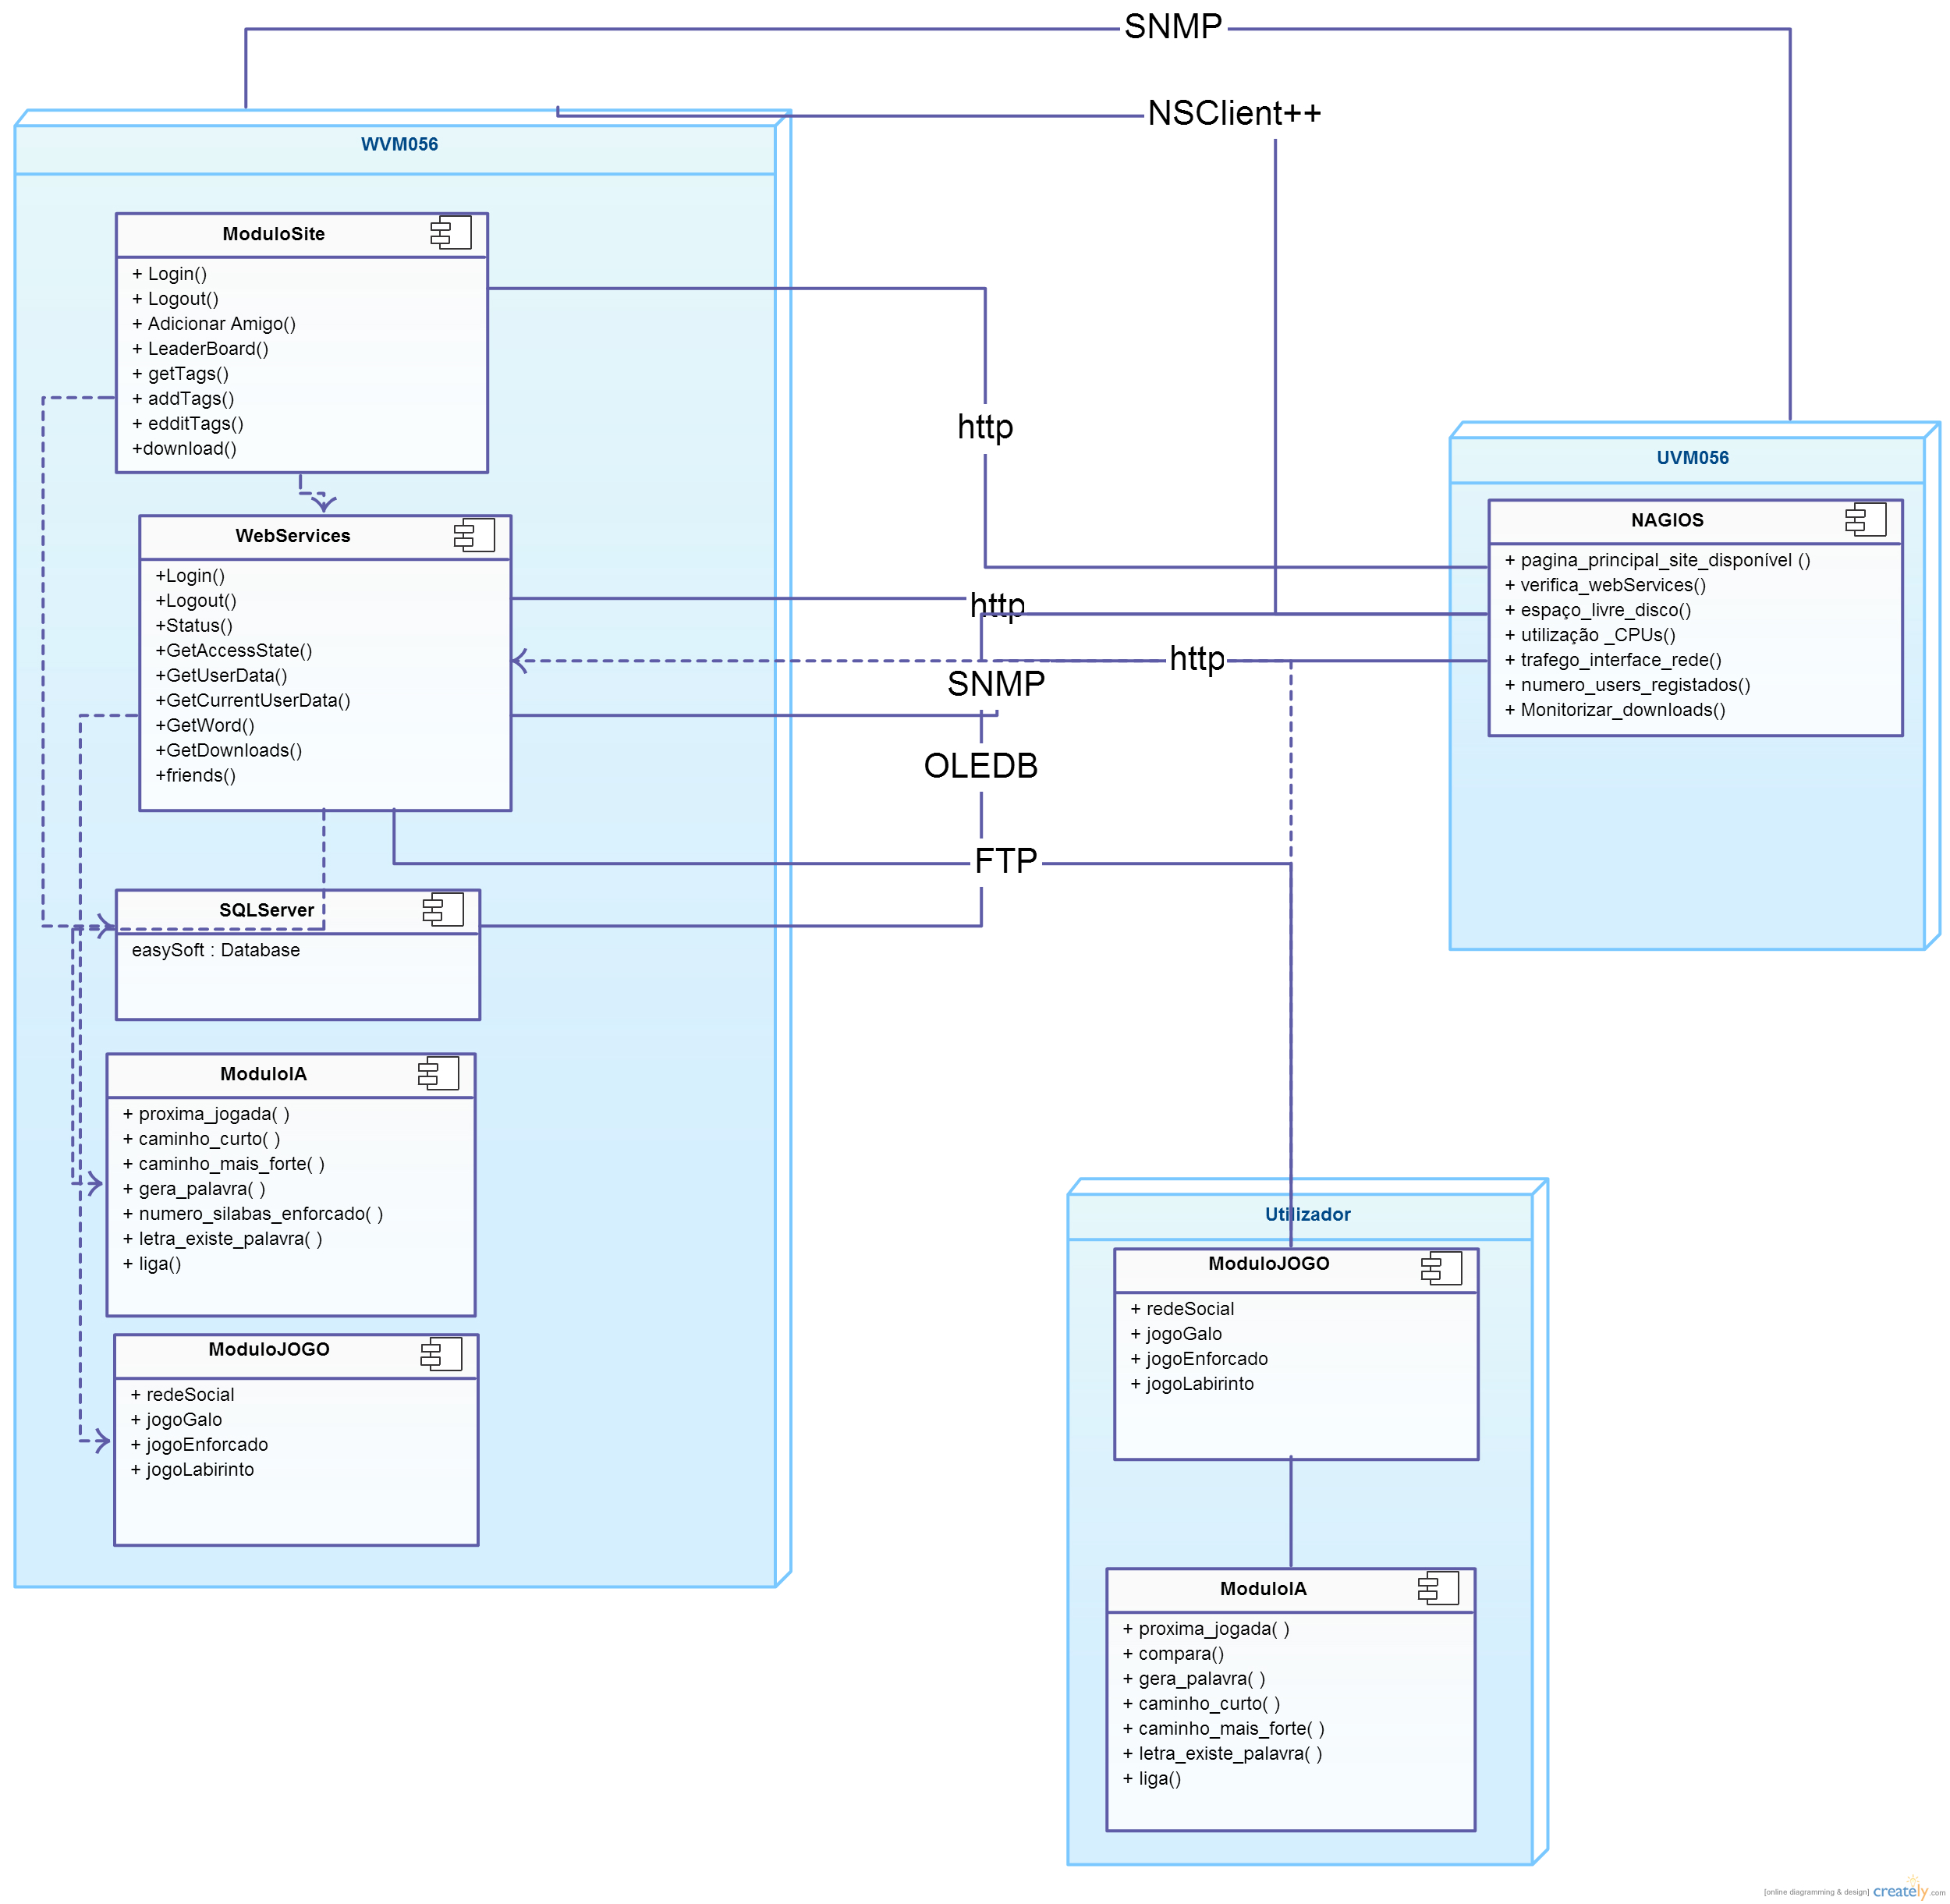 SNMP
NSClient++
WVM056
ModuloSite
+ Login()
+ Logout()
+ Adicionar Amigo()
+ LeaderBoard()
+ getTags()
+ addTags()
+ edditTags()
+download()
http
WebServices
+Login()
+Logout()
+Status()
+GetAccessState()
+GetUserData()
+GetCurrentUserData()
+GetWord()
+GetDownloads()
+friends()
http
http
SNMP
OLEDB
FTP
UVM056
NAGIOS
+ pagina_principal_site_disponível ()
+ verifica_webServices()
+ espaço_livre_disco()
+ utilização _CPUs()
+ trafego_interface_rede()
+ numero_users_registados()
+ Monitorizar_downloads()
SQLServer
easySoft : Database
ModuloIA
+ proxima_jogada( )
+ caminho_curto( )
+ caminho_mais_forte( )
+ gera_palavra( )
+ numero_silabas_enforcado( )
+ letra_existe_palavra( )
+ liga()
ModuloJOGO
+ redeSocial
+ jogoGalo
+ jogoEnforcado
+ jogoLabirinto
Utilizador
ModuloJOGO
+ redeSocial
+ jogoGalo
+ jogoEnforcado
+ jogoLabirinto
ModuloIA
+ proxima_jogada( )
+ compara()
+ gera_palavra( )
+ caminho_curto( )
+ caminho_mais_forte( )
+ letra_existe_palavra( )
+ liga()
[online diagramming & design] creately.com